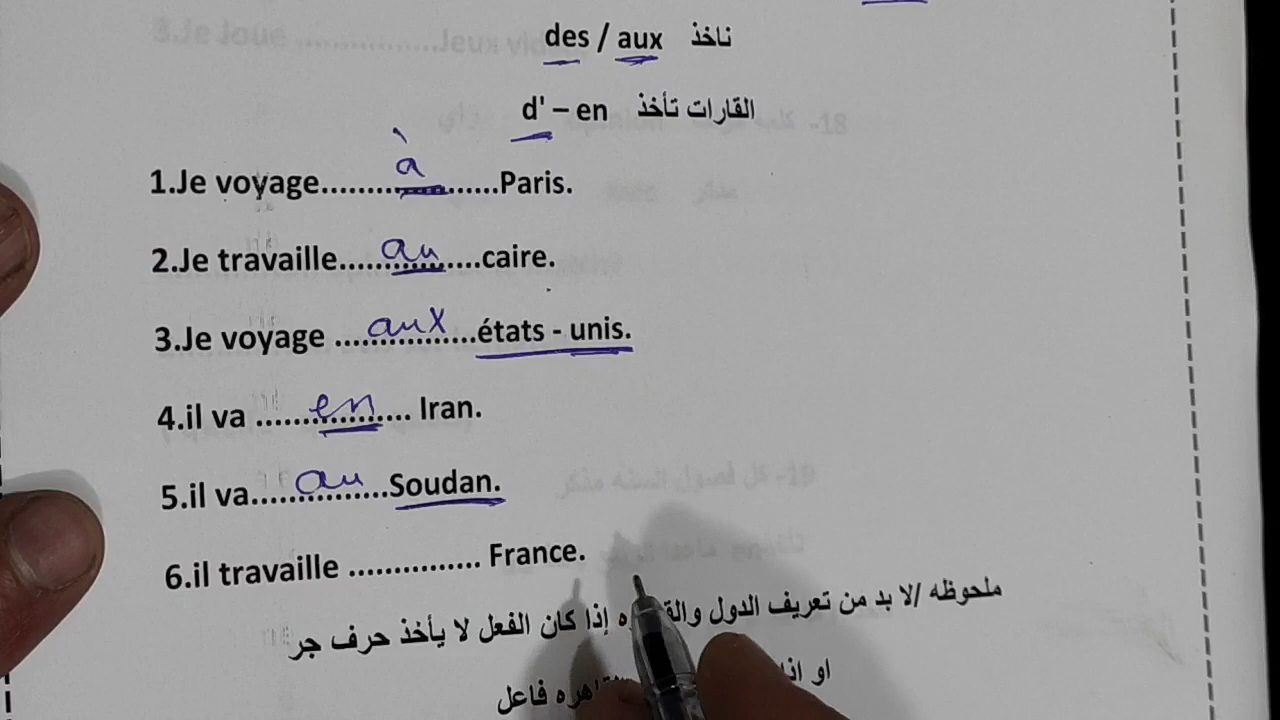 des / aux ناخذ
d' – en القارات تأخذ
1.Je voyage..........à..........Paris.
2.Je travaille.....au.....caire.
3.Je voyage .....aux.....états - unis.
4.il va .....en..... Iran.
5.il va.....au.....Soudan.
6.il travaille ............... France.
ملحوظه /لا بد من تعريف الدول إذا كان الفعل لا يأخذ حرف جر
او اذا فاعل